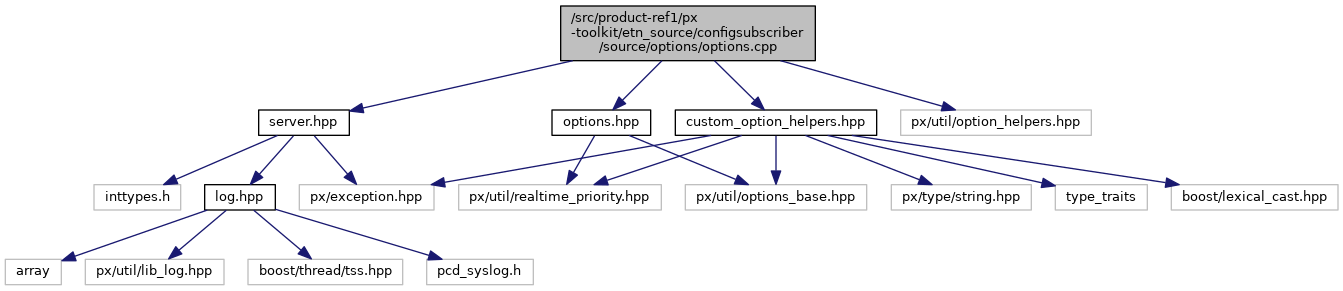 /src/product-ref1/px
-toolkit/etn_source/configsubscriber
/source/options/options.cpp
server.hpp
options.hpp
custom_option_helpers.hpp
px/util/option_helpers.hpp
inttypes.h
log.hpp
px/exception.hpp
px/util/realtime_priority.hpp
px/util/options_base.hpp
px/type/string.hpp
type_traits
boost/lexical_cast.hpp
array
px/util/lib_log.hpp
boost/thread/tss.hpp
pcd_syslog.h